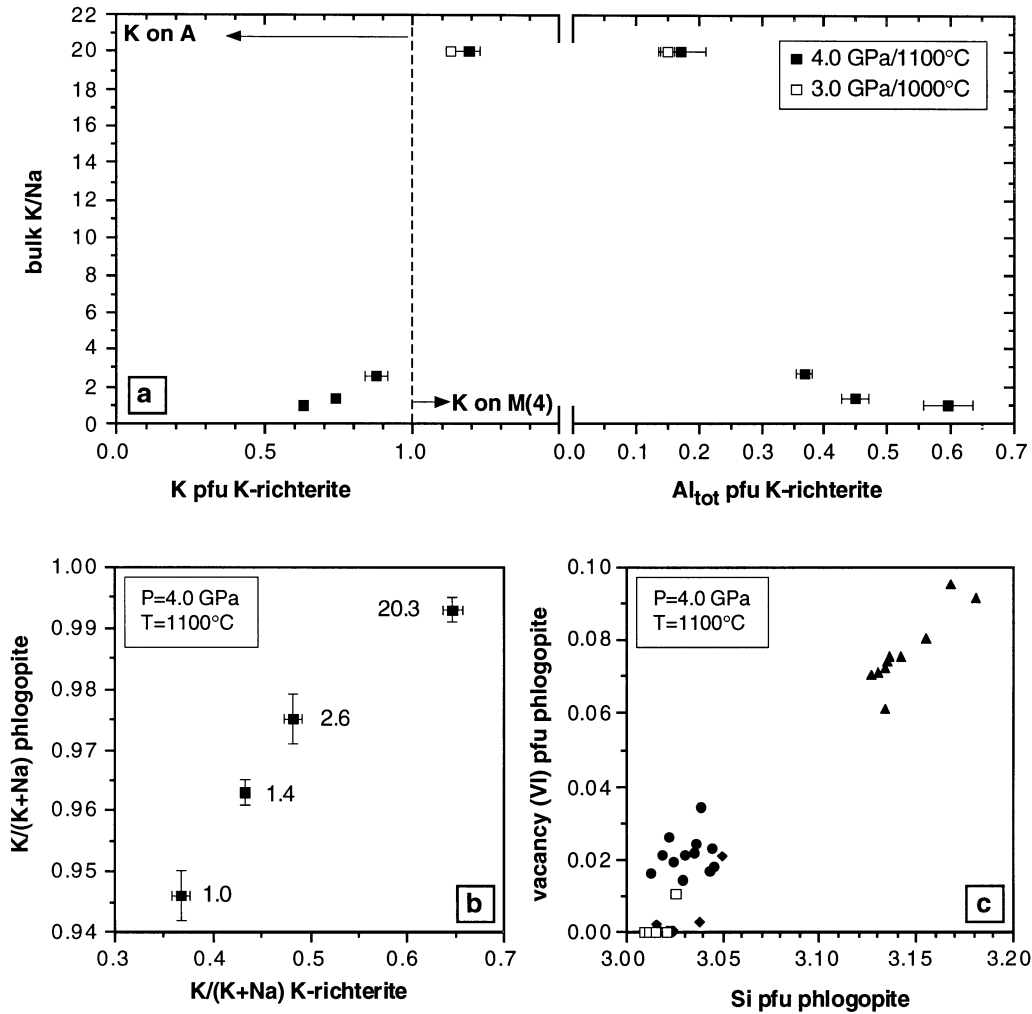 K on A
22
20
18
16
14
12
10
8
6
4
2
0
bulk K/Na
a
K on M(4)
0.0 0.5 1.0
K pfu K-richterite
4.0 GPa/1100°C
3.0 GPa/1000°C
0.0 0.1 0.2 0.3 0.4 0.5 0.6 0.7
Altot pfu K-richterite
1.00
0.99
0.98
0.97
0.96
0.95
0.94
K/(K+Na) phlogopite
P=4.0 GPa
T=1100°C
20.3
2.6
1.4
1.0
b
0.3 0.4 0.5 0.6 0.7
K/(K+Na) K-richterite
0.10
0.08
0.06
0.04
0.02
0.00
vacancy (VI) pfu phlogopite
P=4.0 GPa
T=1100°C
c
3.00 3.05 3.10 3.15 3.20
Si pfu phlogopite